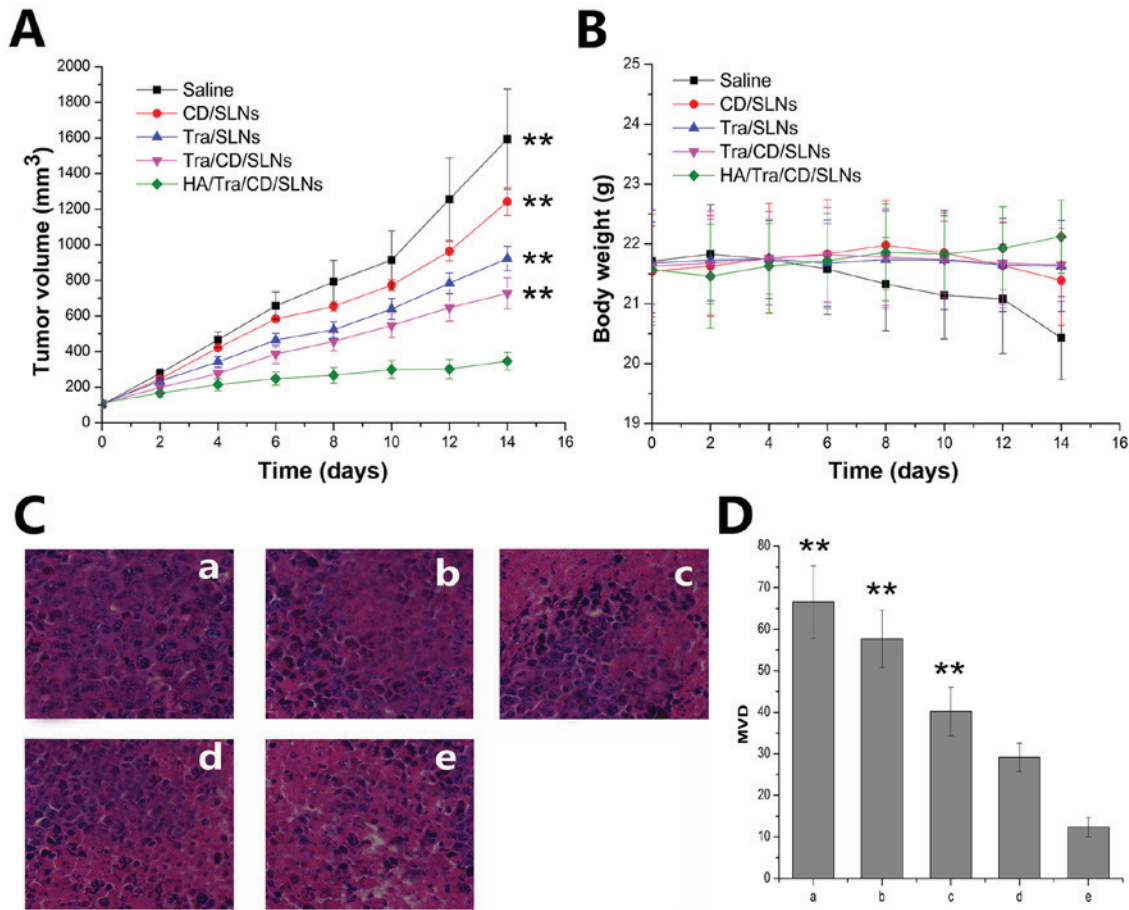 A
Tumor volume (mm³)
2000
1800
1600
1400
1200
1000
800
600
400
200
0
Saline
CD/SLNs
Tra/SLNs
Tra/CD/SLNs
HA/Tra/CD/SLNs
**
**
**
**
0 2 4 6 8 10 12 14 16
Time (days)
B
Body weight (g)
25
24
23
22
21
20
19
Saline
CD/SLNs
Tra/SLNs
Tra/CD/SLNs
HA/Tra/CD/SLNs
0 2 4 6 8 10 12 14 16
Time (days)
C
a
b
c
d
e
D
MVD
80
70
60
50
40
30
20
10
0
**
**
**
a b c d e